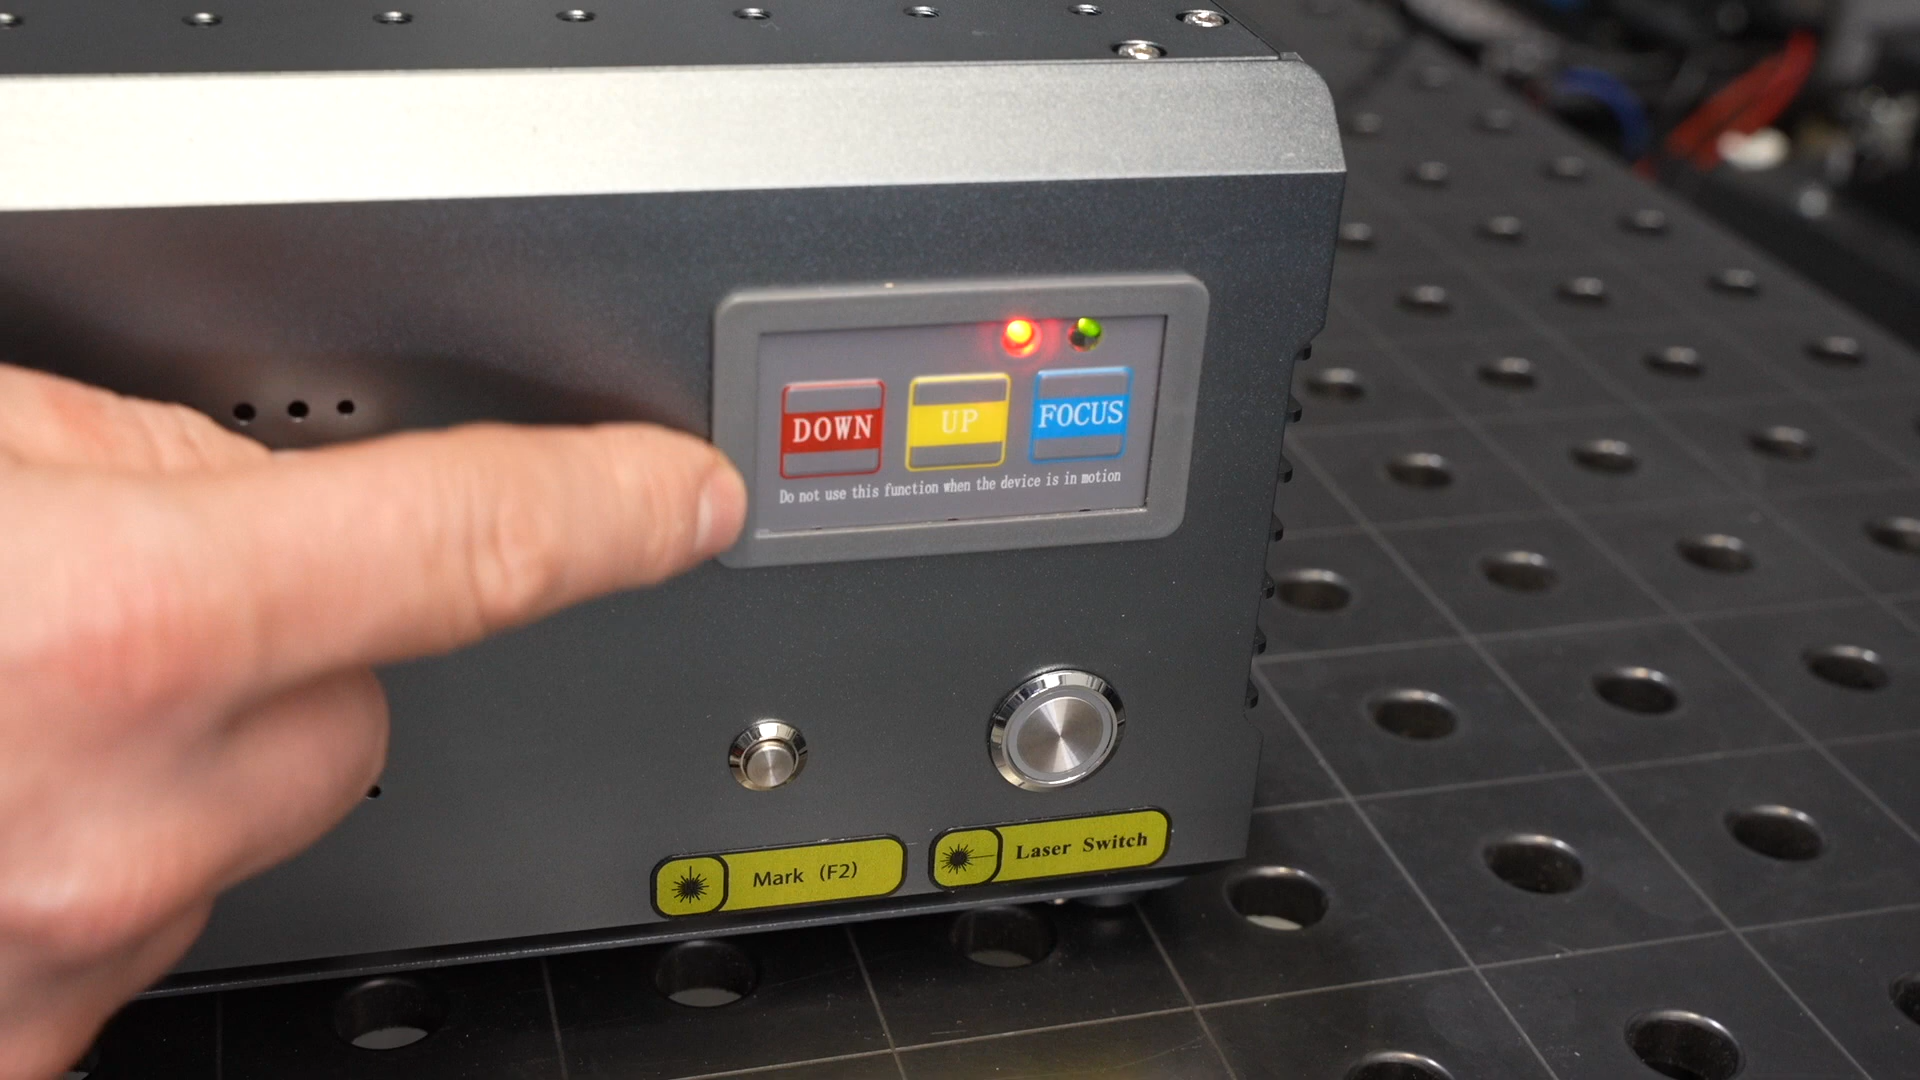 DOWN UP FOCUS
Do not use this function when the device is in motion
Mark (F2) Laser Switch